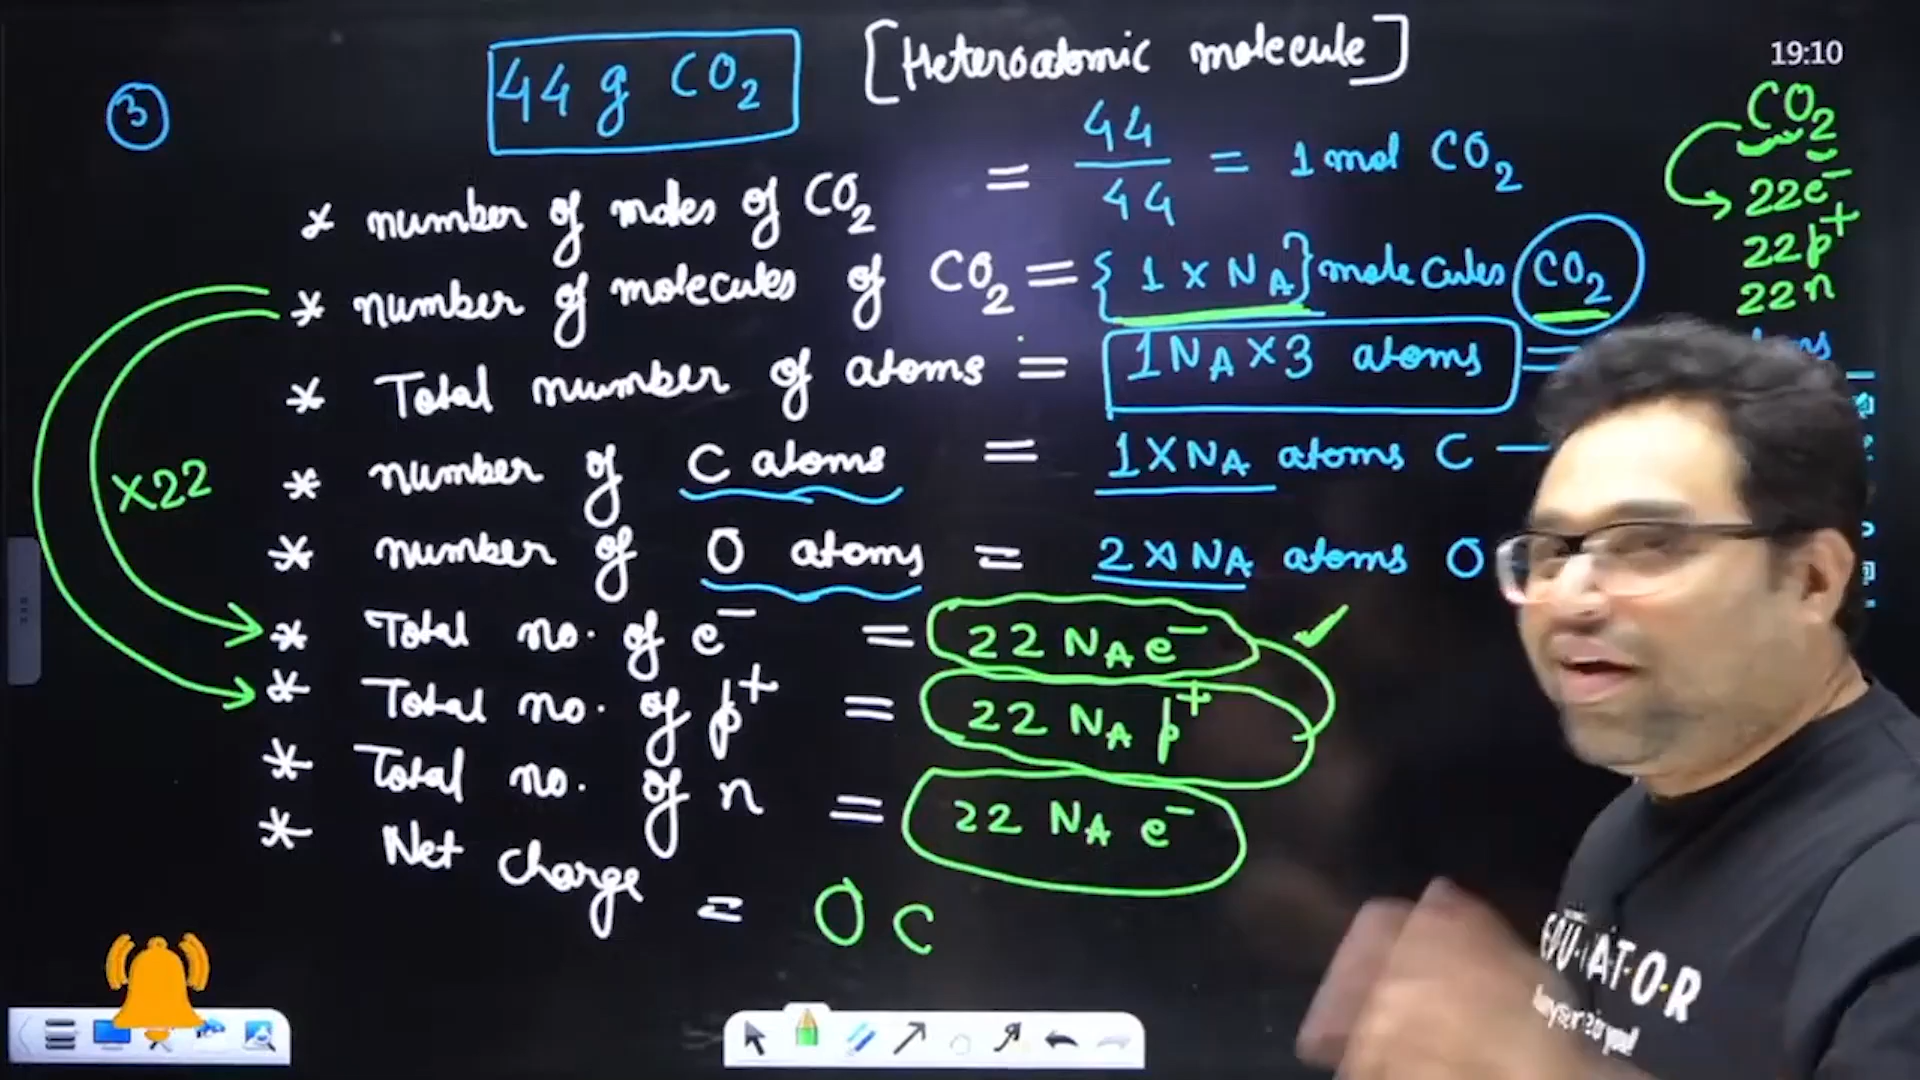 19:10
3
44 g CO2 [Heteroatomic molecule]
* number of moles of CO2 = 44/44 = 1 mol CO2
* number of molecules of CO2 = {1 × NA} molecules CO2
* Total number of atoms = 1NA×3 atoms =
* number of C atoms = 1×NA atoms C –
* number of O atoms = 2×NA atoms O
* Total no. of e– = 22 NA e– ✓
* Total no. of p+ = 22 NA p+
* Total no. of n = 22 NA e–
* Net charge = 0 C
×22
CO2
22e–
22p+
22n